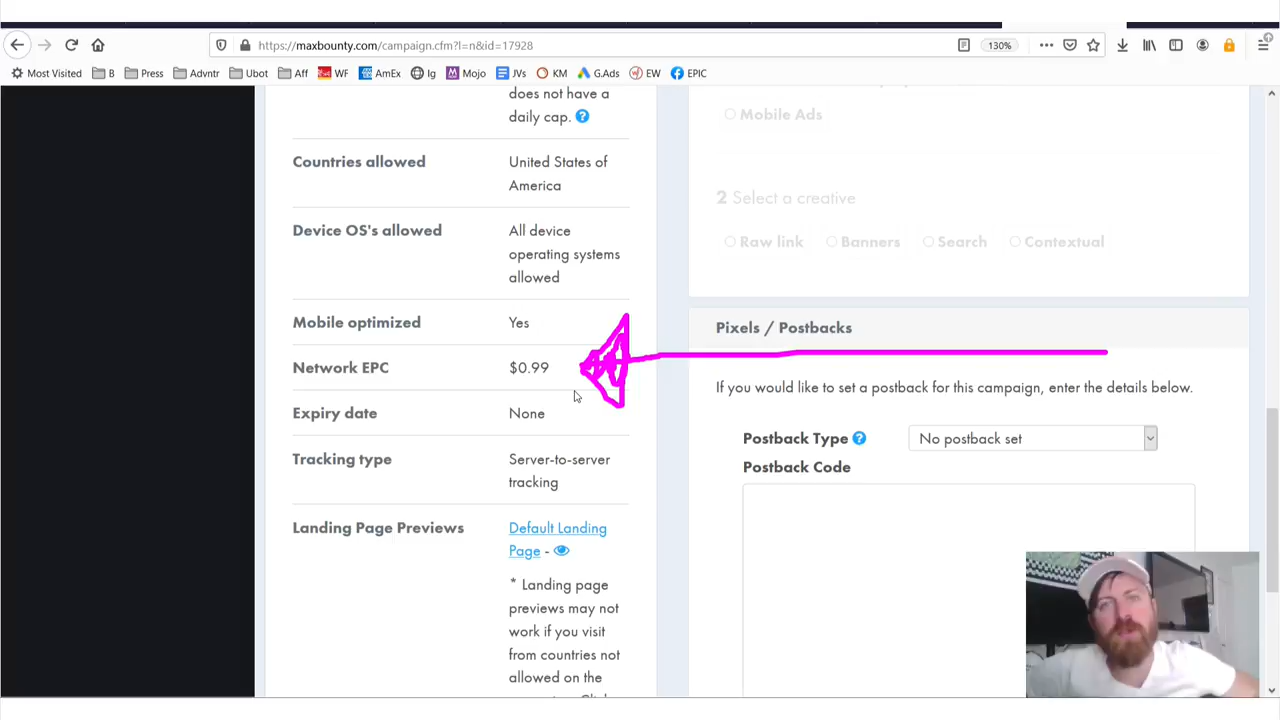 https://maxbounty.com/campaign.cfm?l=n&id=17928
130%
Most Visited B Press Advntr Ubot Aff WF AmEx Ig Mojo JVs KM G.Ads EW EPIC
does not have a
daily cap.
Countries allowed United States of
America
Device OS's allowed All device
operating systems
allowed
Mobile optimized Yes
Network EPC $0.99
Expiry date None
Tracking type Server-to-server
tracking
Landing Page Previews Default Landing
Page -
* Landing page
previews may not
work if you visit
from countries not
allowed on the
Mobile Ads
2 Select a creative
Raw link Banners Search Contextual
Pixels / Postbacks
If you would like to set a postback for this campaign, enter the details below.
Postback Type No postback set
Postback Code